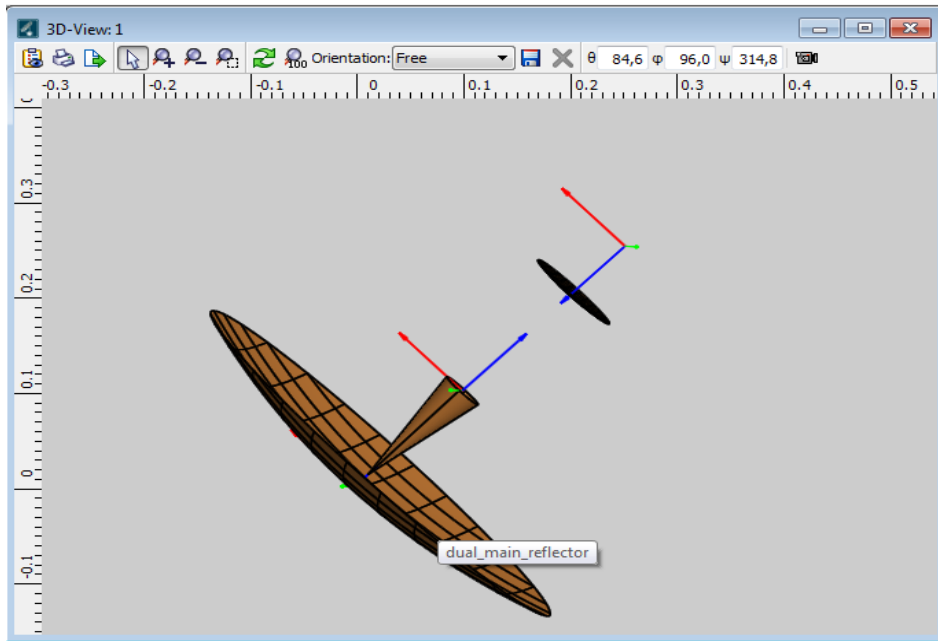 3D-View: 1
100 Orientation: Free θ 84,6 φ 96,0 ψ 314,8
-0.3 -0.2 -0.1 0 0.1 0.2 0.3 0.4 0.5
0.3
0.2
0.1
0
-0.1
dual_main_reflector